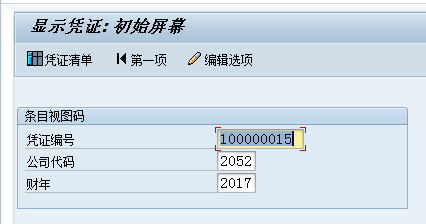 显示凭证: 初始屏幕
凭证清单 第一项 编辑选项
条目视图码
凭证编号 100000015
公司代码 2052
财年 2017